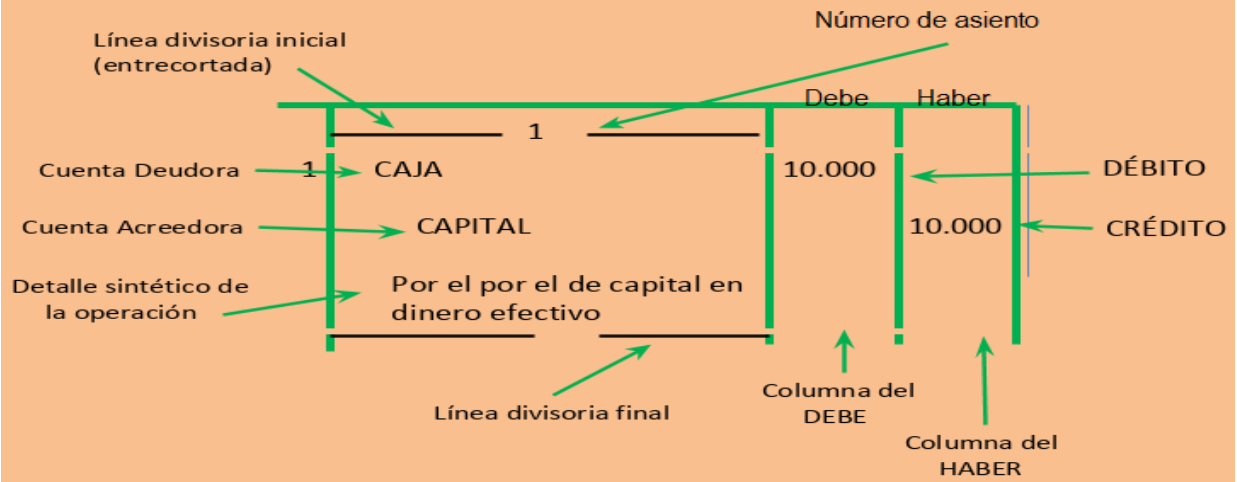 Número de asiento
Línea divisoria inicial
(entrecortada)
Debe Haber
1
Cuenta Deudora 1 CAJA 10.000 DÉBITO
Cuenta Acreedora CAPITAL 10.000 CRÉDITO
Detalle sintético de
la operación
Por el por el de capital en
dinero efectivo
Línea divisoria final
Columna del
DEBE
Columna del
HABER